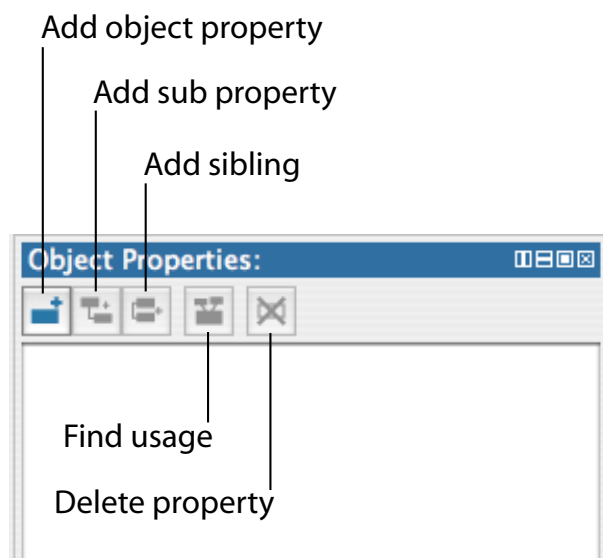 Add object property
Add sub property
Add sibling
Object Properties:
Find usage
Delete property